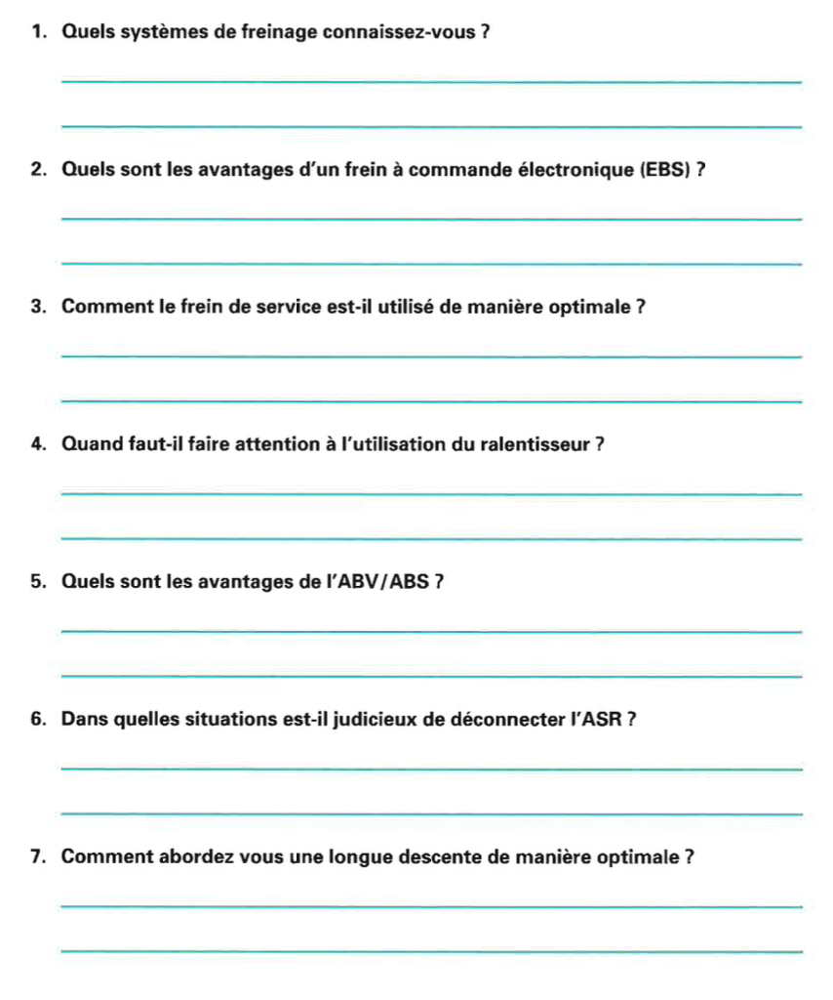 1. Quels systèmes de freinage connaissez-vous ?
2. Quels sont les avantages d'un frein à commande électronique (EBS) ?
3. Comment le frein de service est-il utilisé de manière optimale ?
4. Quand faut-il faire attention à l'utilisation du ralentisseur ?
5. Quels sont les avantages de l'ABV/ABS ?
6. Dans quelles situations est-il judicieux de déconnecter l'ASR ?
7. Comment abordez vous une longue descente de manière optimale ?